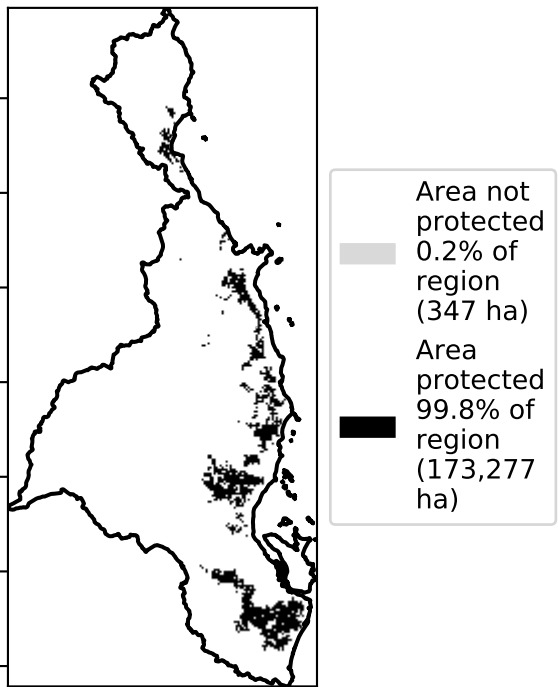 Area not
protected
0.2% of
region
(347 ha)
Area
protected
99.8% of
region
(173,277
ha)